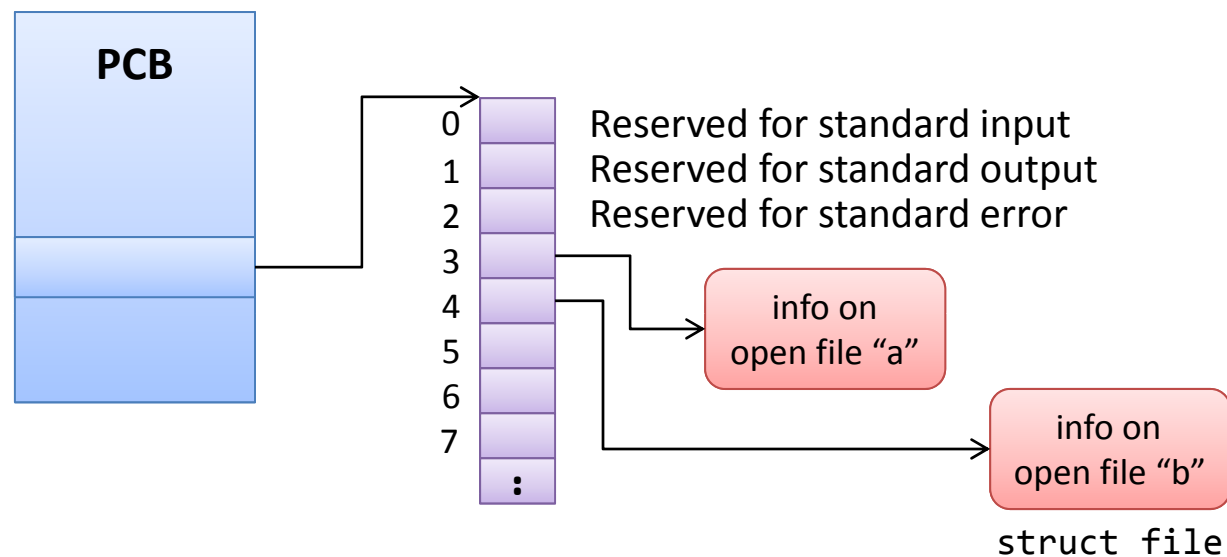 PCB
0 Reserved for standard input
1 Reserved for standard output
2 Reserved for standard error
3
4
5
6
7
:
info on
open file “a”
info on
open file “b”
struct file